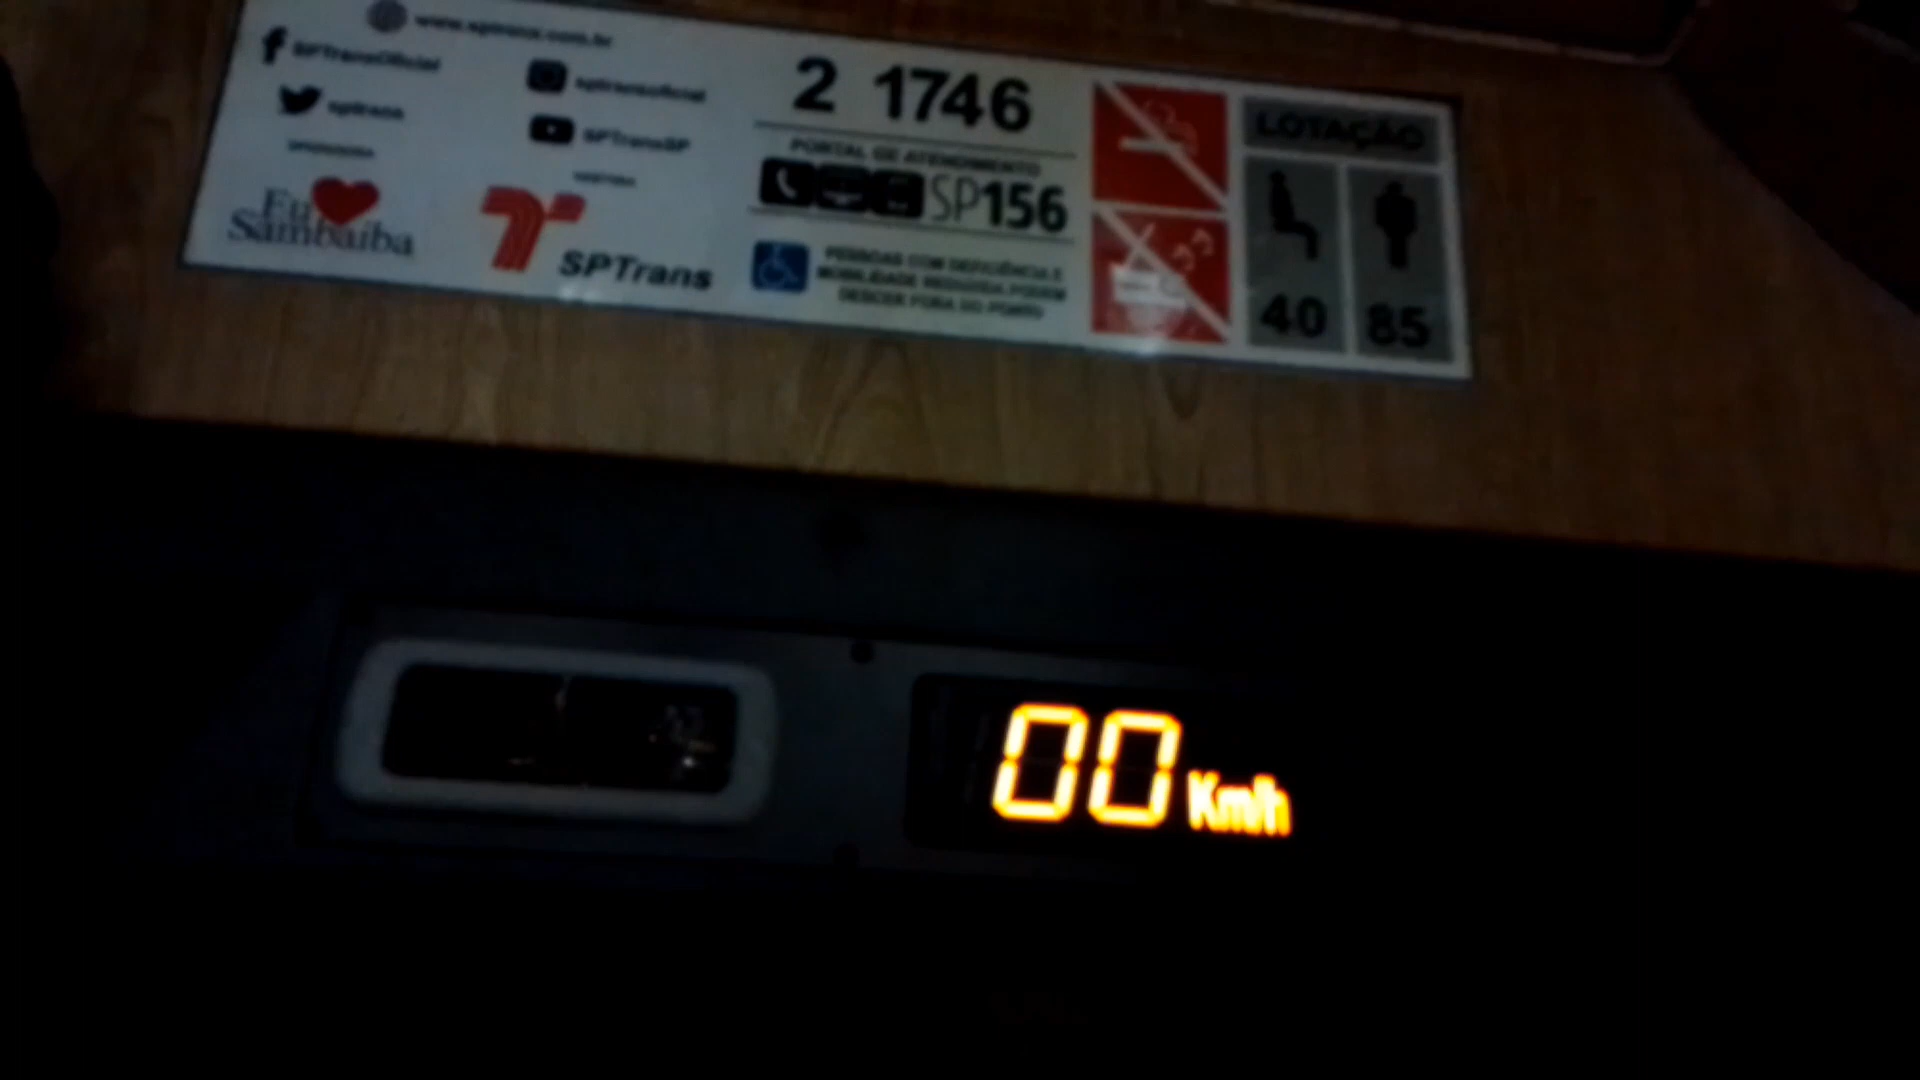 www.sptrans.com.br
SPTransOficial
sptransoficial
sptrans
SPTransSP
Eu
Sambaíba
SPTrans
2 1746
PORTAL DE ATENDIMENTO
SP156
PESSOAS COM DEFICIÊNCIA E
MOBILIDADE REDUZIDA PODEM
DESCER FORA DO PONTO
LOTAÇÃO
40 85
00 Km/h